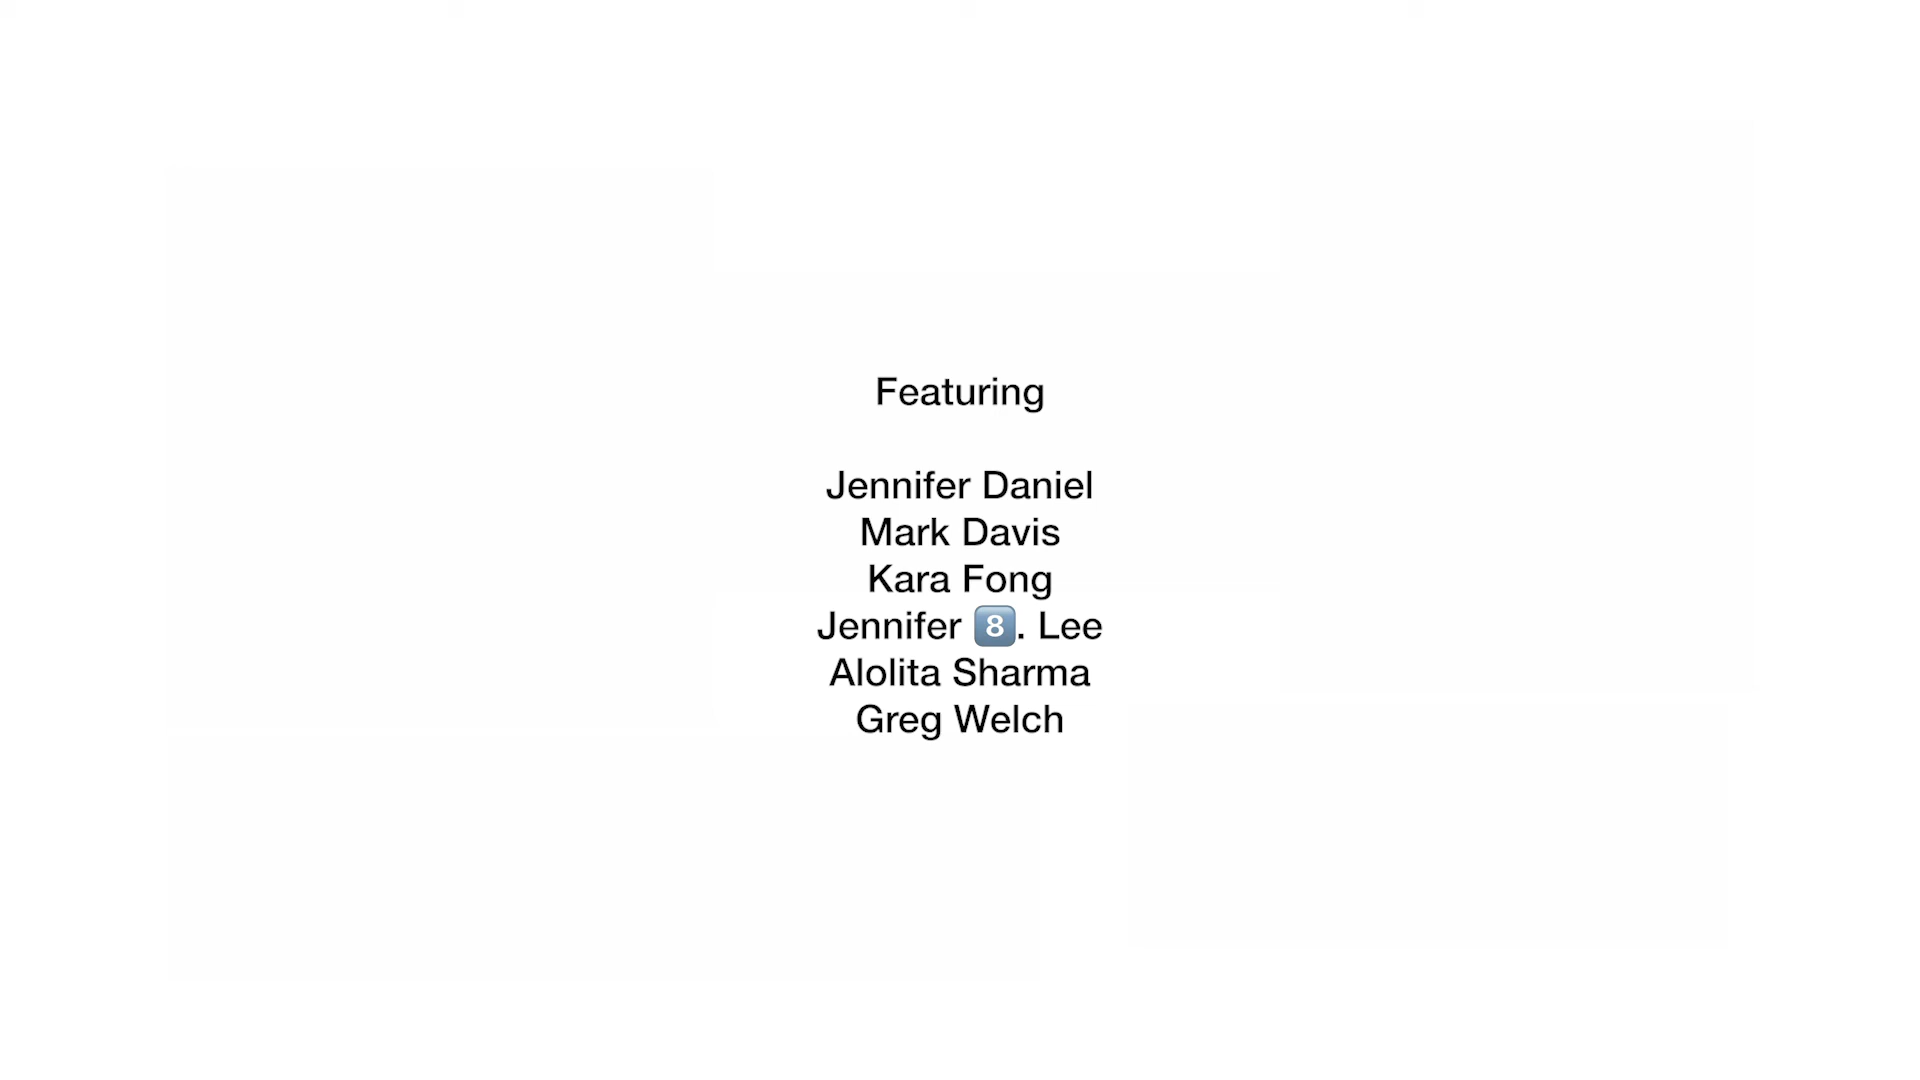 Featuring
Jennifer Daniel
Mark Davis
Kara Fong
Jennifer 8️⃣. Lee
Alolita Sharma
Greg Welch